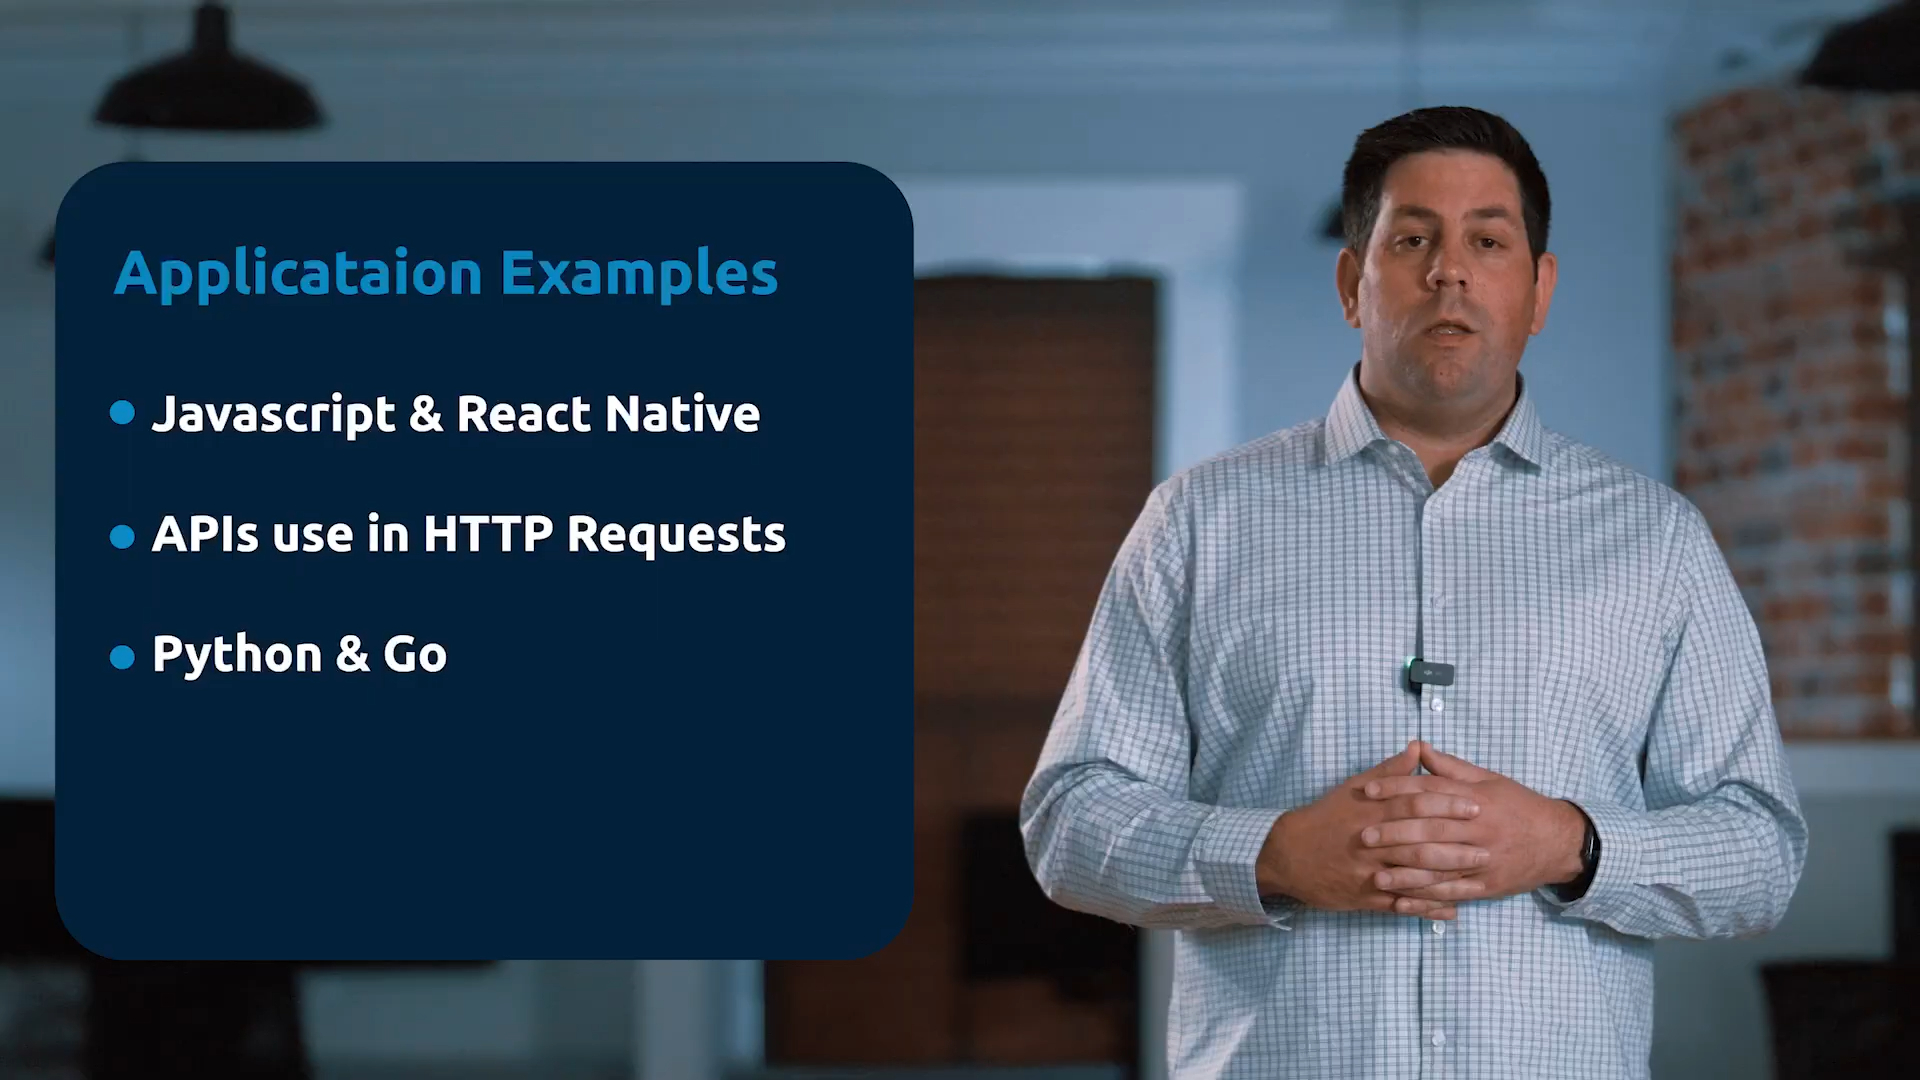 Applicataion Examples
Javascript & React Native
APIs use in HTTP Requests
Python & Go